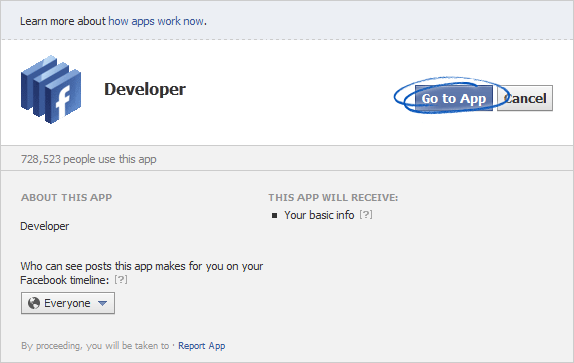 Learn more about how apps work now.
Developer
Go to App
Cancel
728,523 people use this app
ABOUT THIS APP
Developer
Who can see posts this app makes for you on your
Facebook timeline: [?]
Everyone
THIS APP WILL RECEIVE:
Your basic info [?]
By proceeding, you will be taken to · Report App